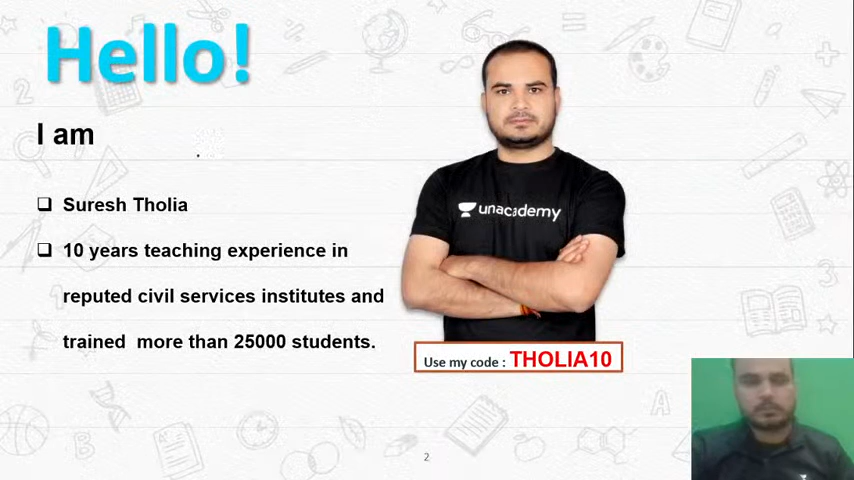 Hello!
I am
Suresh Tholia
10 years teaching experience in
reputed civil services institutes and
trained more than 25000 students.
unacademy
Use my code : THOLIA10
2